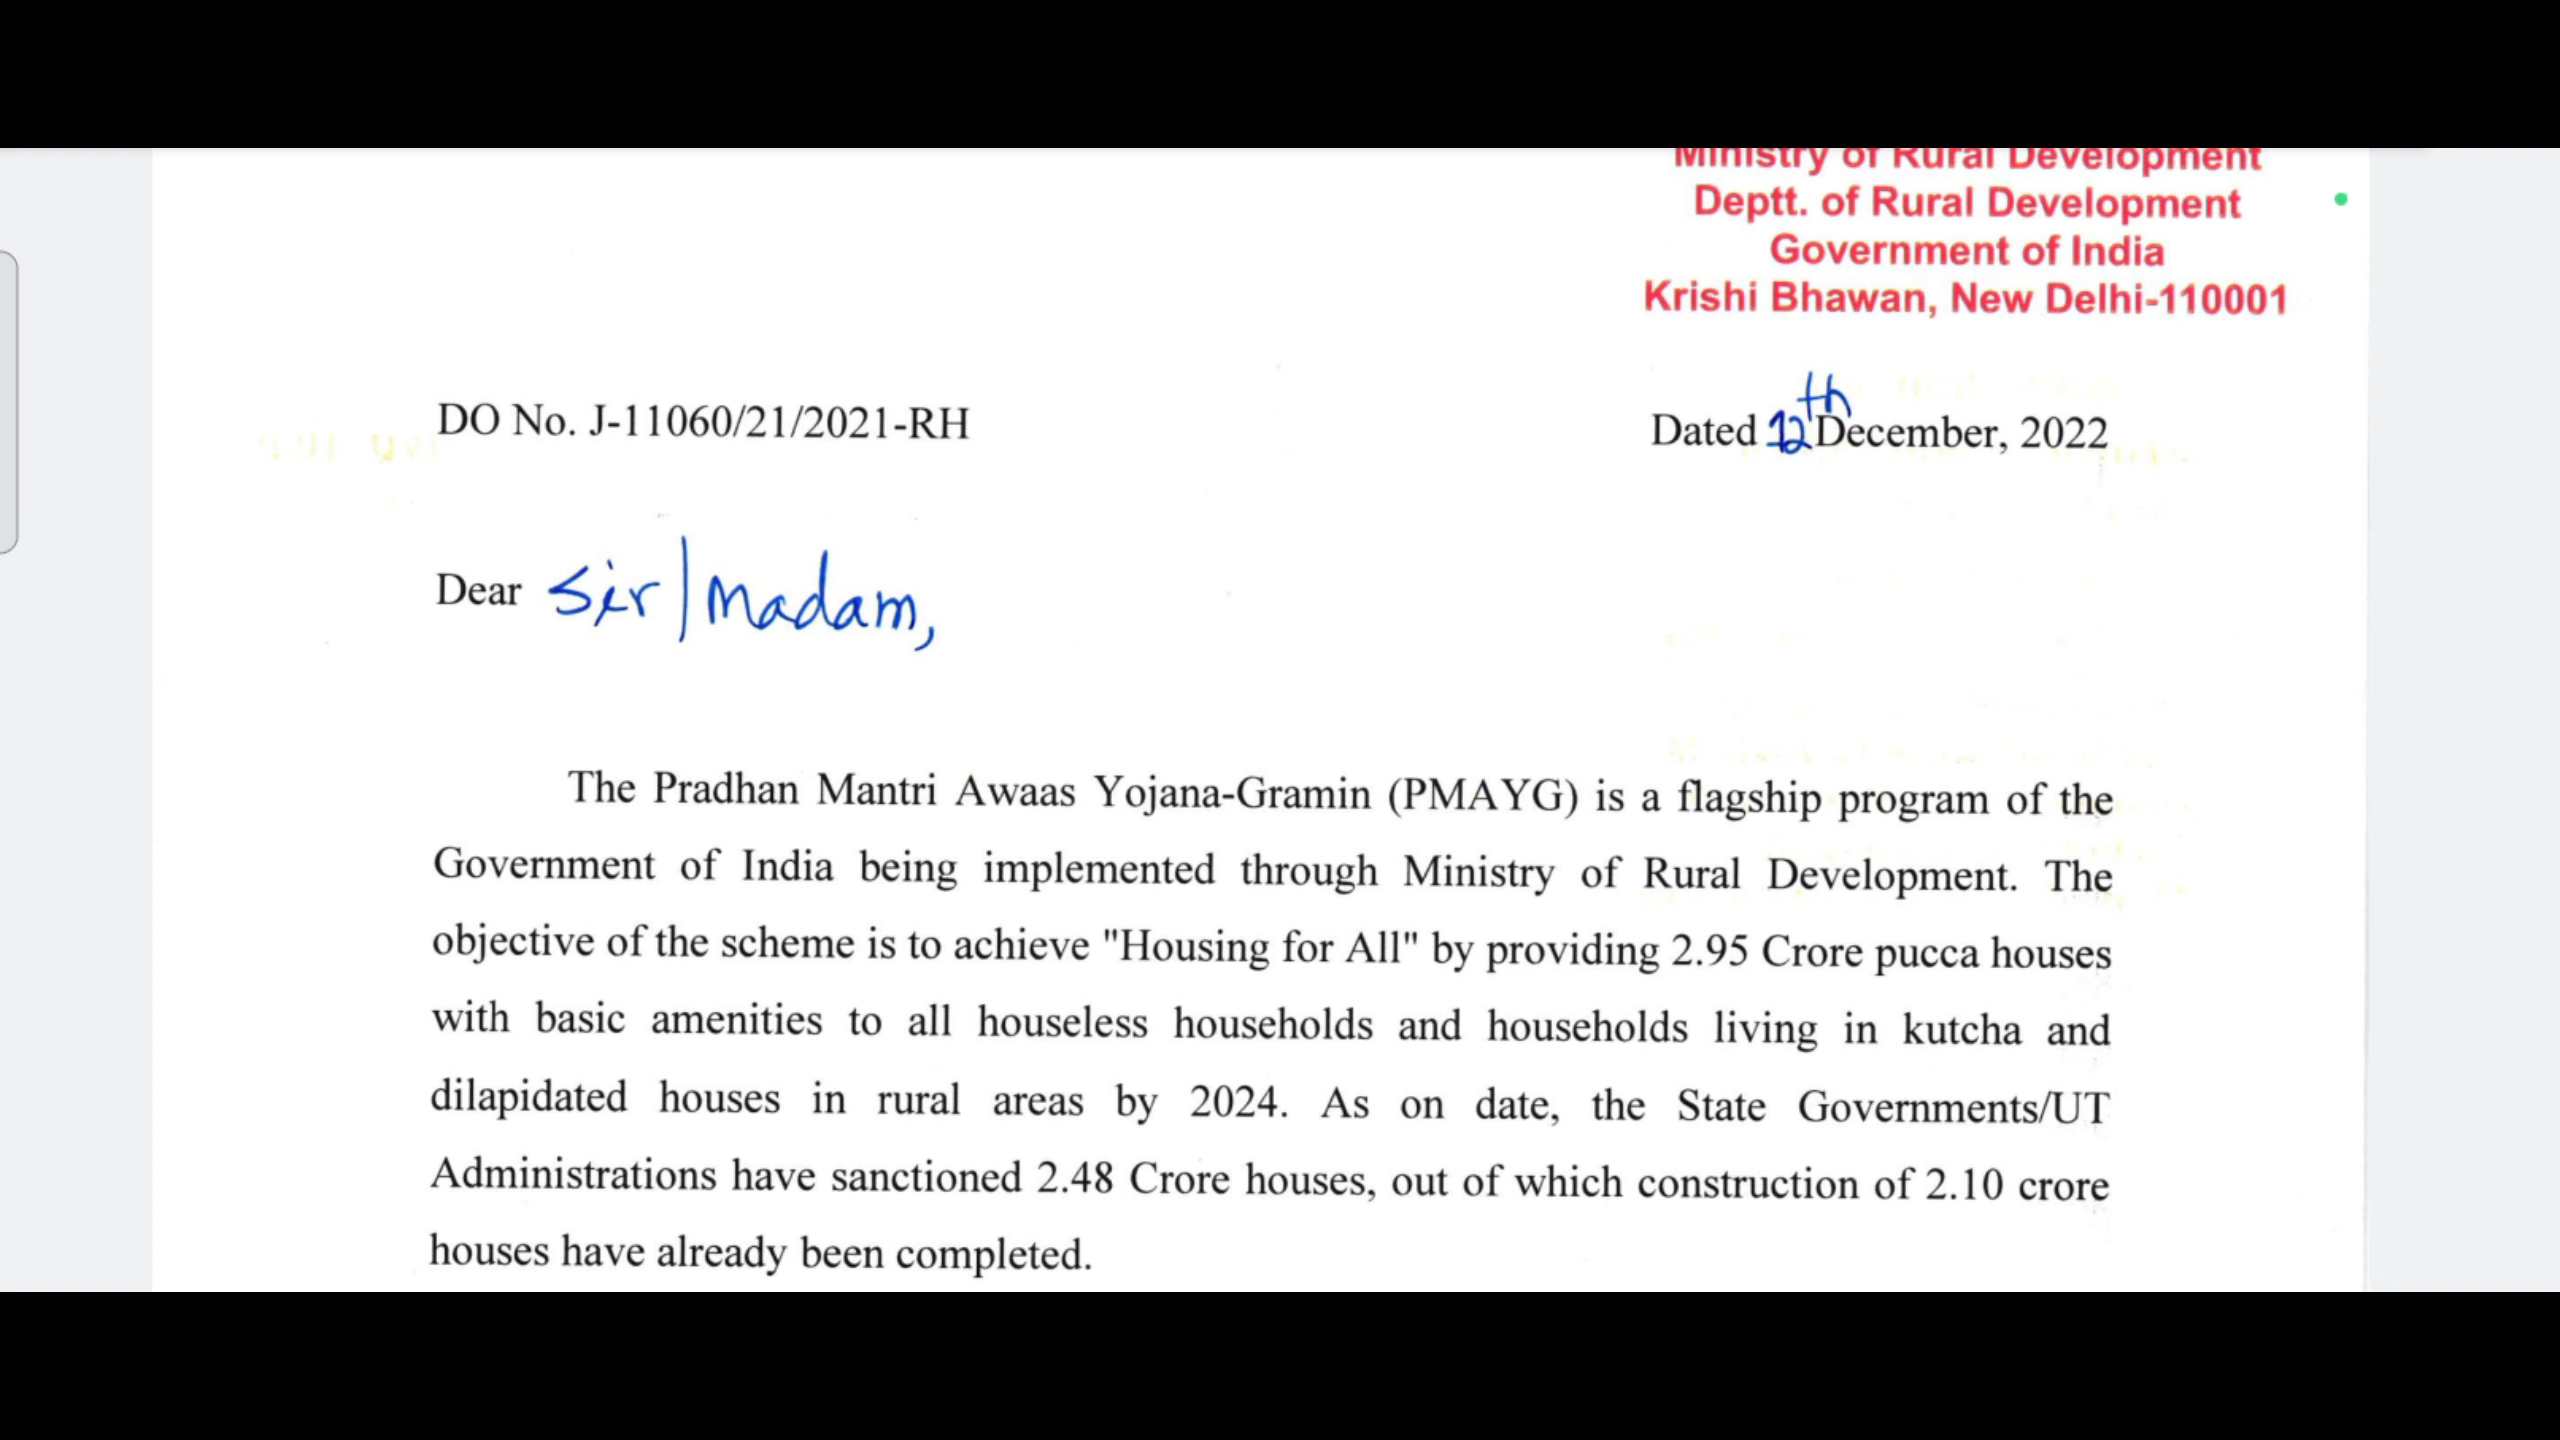 Ministry of Rural Development
Deptt. of Rural Development
Government of India
Krishi Bhawan, New Delhi-110001
DO No. J-11060/21/2021-RH
Dated 12th December, 2022
Dear Sir/Madam,
The Pradhan Mantri Awaas Yojana-Gramin (PMAYG) is a flagship program of the
Government of India being implemented through Ministry of Rural Development. The
objective of the scheme is to achieve "Housing for All" by providing 2.95 Crore pucca houses
with basic amenities to all houseless households and households living in kutcha and
dilapidated houses in rural areas by 2024. As on date, the State Governments/UT
Administrations have sanctioned 2.48 Crore houses, out of which construction of 2.10 crore
houses have already been completed.